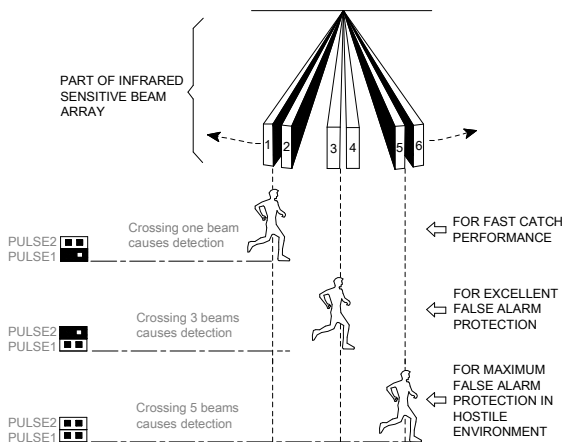 PART OF INFRARED
SENSITIVE BEAM
ARRAY
1 2 3 4 5 6
Crossing one beam
causes detection
PULSE2
PULSE1
FOR FAST CATCH
PERFORMANCE
Crossing 3 beams
causes detection
PULSE2
PULSE1
FOR EXCELLENT
FALSE ALARM
PROTECTION
Crossing 5 beams
causes detection
PULSE2
PULSE1
FOR MAXIMUM
FALSE ALARM
PROTECTION IN
HOSTILE
ENVIRONMENT